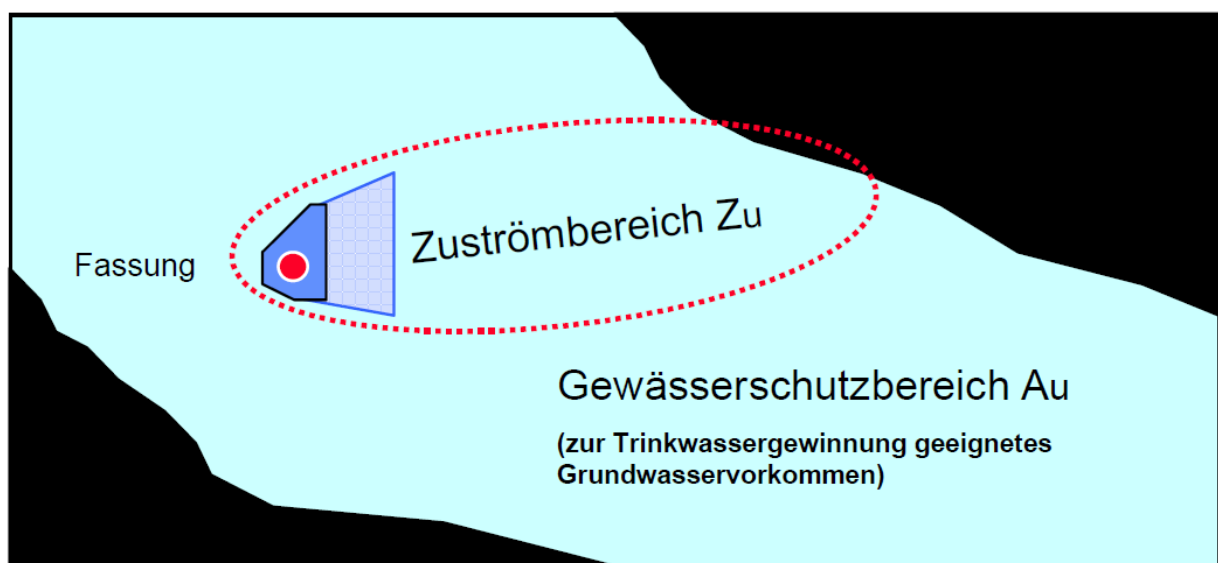 Zuströmbereich Zu
Fassung
Gewässerschutzbereich Au
(zur Trinkwassergewinnung geeignetes
Grundwasservorkommen)